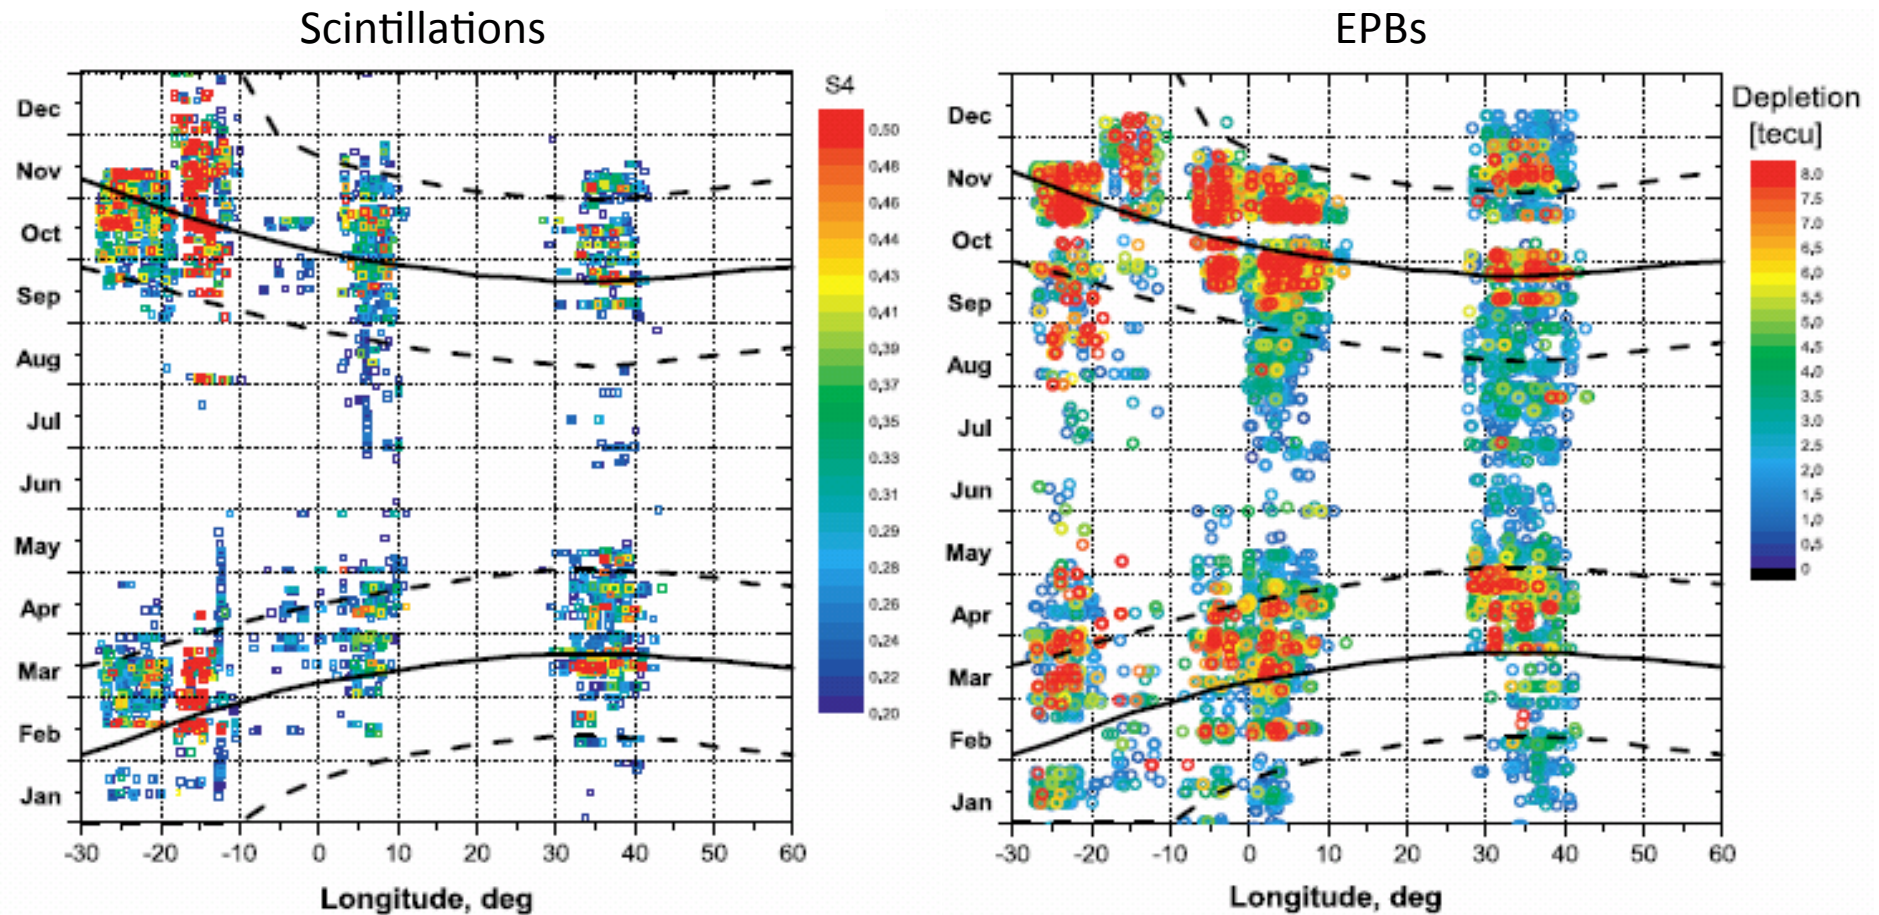 Scintillations
EPBs
S4
0,50
0,48
0,46
0,44
0,43
0,41
0,39
0,37
0,35
0,33
0,31
0,29
0,28
0,26
0,24
0,22
0,20
Dec
Nov
Oct
Sep
Aug
Jul
Jun
May
Apr
Mar
Feb
Jan
-30 -20 -10 0 10 20 30 40 50 60
Longitude, deg
Depletion
[tecu]
8,0
7,5
7,0
6,5
6,0
5,5
5,0
4,5
4,0
3,5
3,0
2,5
2,0
1,5
1,0
0,5
0
Dec
Nov
Oct
Sep
Aug
Jul
Jun
May
Apr
Mar
Feb
Jan
-30 -20 -10 0 10 20 30 40 50 60
Longitude, deg